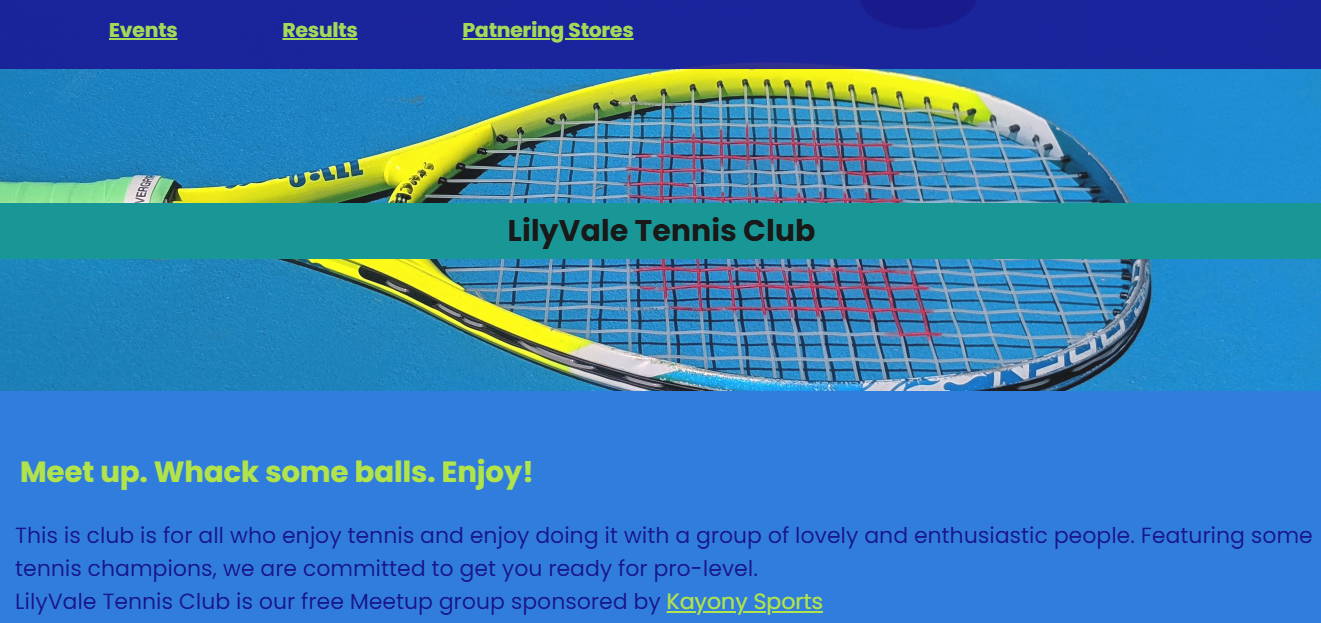 Events Results Patnering Stores
LilyVale Tennis Club
Meet up. Whack some balls. Enjoy!
This is club is for all who enjoy tennis and enjoy doing it with a group of lovely and enthusiastic people. Featuring some
tennis champions, we are committed to get you ready for pro-level.
LilyVale Tennis Club is our free Meetup group sponsored by Kayony Sports